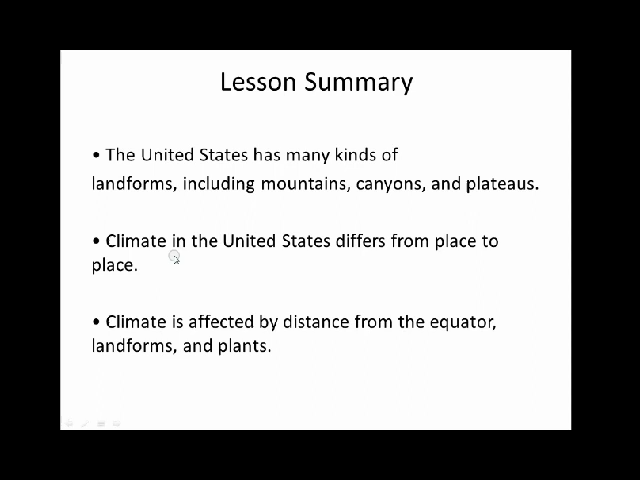 Lesson Summary
• The United States has many kinds of
landforms, including mountains, canyons, and plateaus.
• Climate in the United States differs from place to
place.
• Climate is affected by distance from the equator,
landforms, and plants.